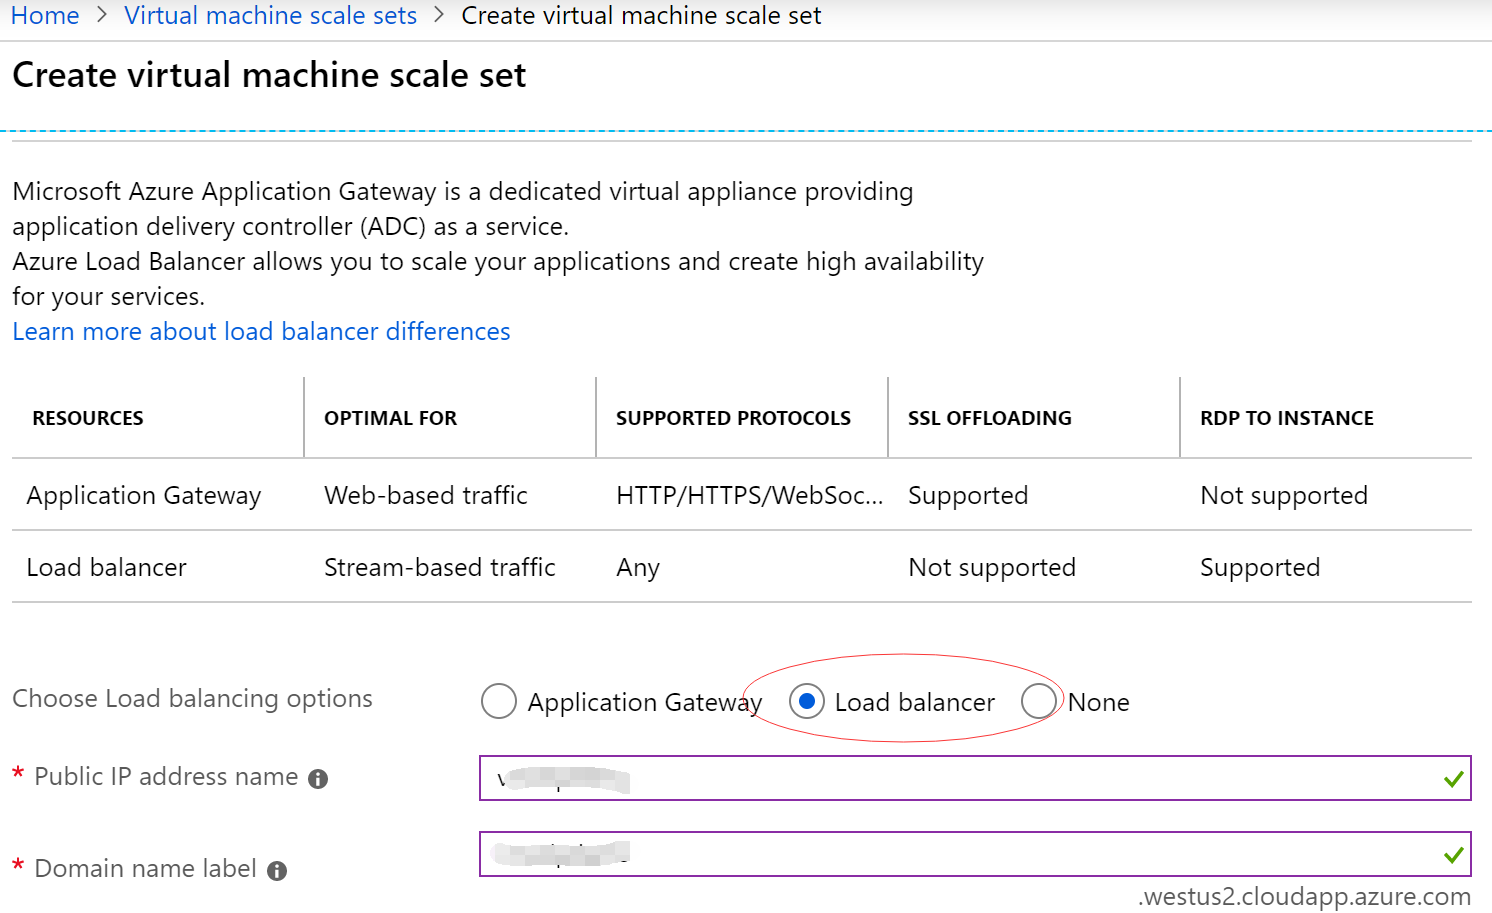 Home > Virtual machine scale sets > Create virtual machine scale set
Create virtual machine scale set
Microsoft Azure Application Gateway is a dedicated virtual appliance providing
application delivery controller (ADC) as a service.
Azure Load Balancer allows you to scale your applications and create high availability
for your services.
Learn more about load balancer differences
RESOURCES OPTIMAL FOR SUPPORTED PROTOCOLS SSL OFFLOADING RDP TO INSTANCE
Application Gateway Web-based traffic HTTP/HTTPS/WebSoc... Supported Not supported
Load balancer Stream-based traffic Any Not supported Supported
Choose Load balancing options Application Gateway Load balancer None
* Public IP address name
* Domain name label
.westus2.cloudapp.azure.com